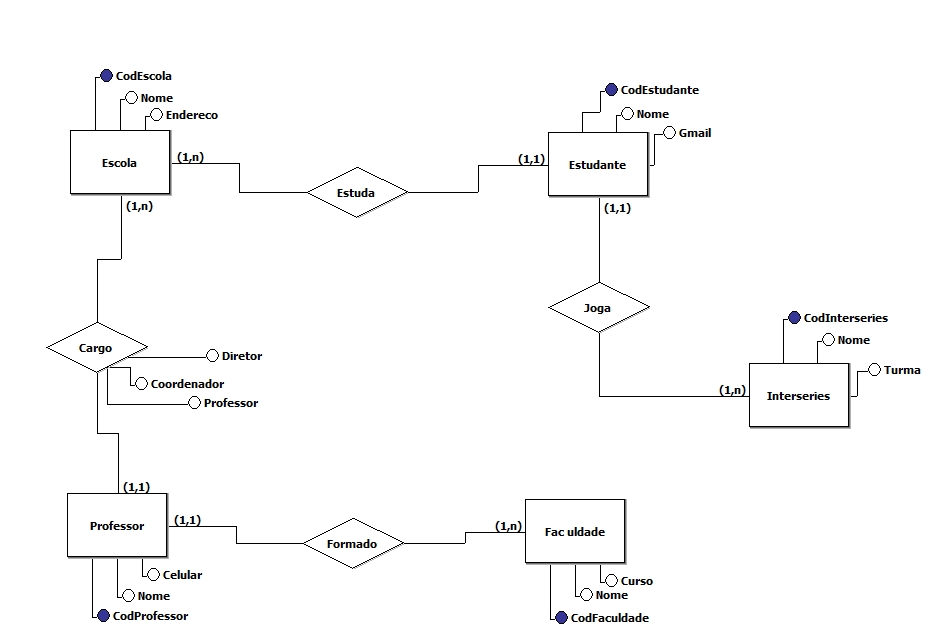 CodEscola
Nome
Endereco
Escola
(1,n)
(1,n)
Estuda
CodEstudante
Nome
Gmail
(1,1)
Estudante
(1,1)
Joga
CodInterseries
Nome
Turma
(1,n)
Interseries
Cargo
Diretor
Coordenador
Professor
(1,1)
Professor
(1,1)
Formado
(1,n)
Fac uldade
Celular
Nome
CodProfessor
Curso
Nome
CodFaculdade